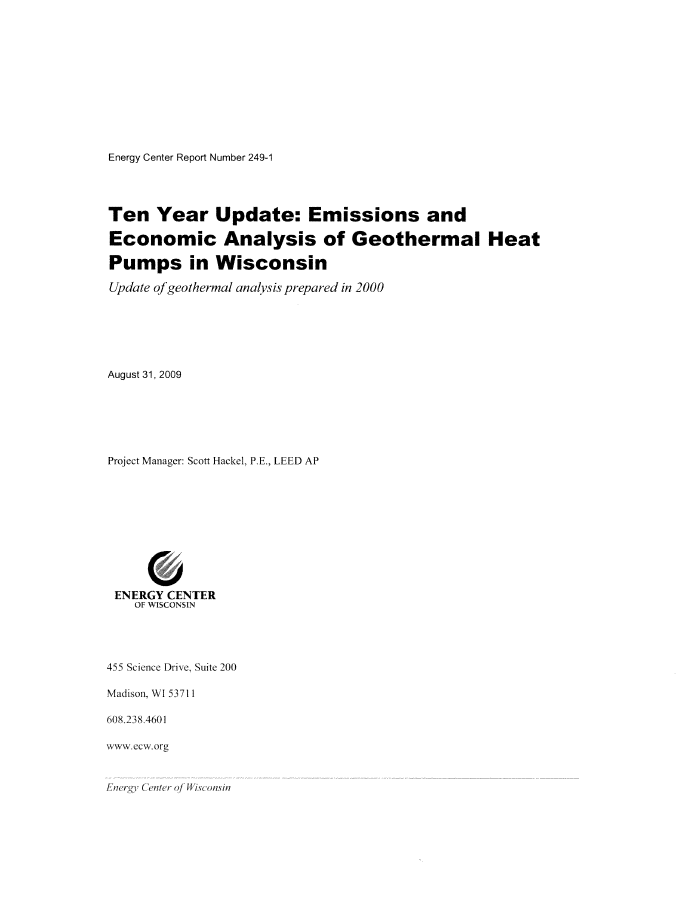 Energy Center Report Number 249-1
Ten Year Update: Emissions and
Economic Analysis of Geothermal Heat
Pumps in Wisconsin
Update of geothermal analysis prepared in 2000
August 31, 2009
Project Manager: Scott Hackel, P.E., LEED AP
ENERGY CENTER
OF WISCONSIN
455 Science Drive, Suite 200
Madison, WI 53711
608.238.4601
www.ecw.org
Energy Center of Wisconsin